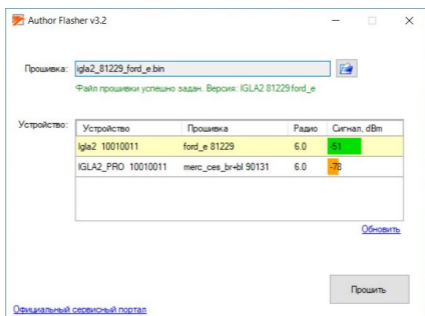 Author Flasher v3.2
Прошивка: igla2_81229_ford_e.bin
Файл прошивки успешно задан. Версия: IGLA2 81229 ford_e
Устройство: Устройство Прошивка Радио Сигнал, dBm
Igla2 10010011 ford_e 81229 6.0 -51
IGLA2_PRO 10010011 merc_ces_br+bl 90131 6.0 -78
Обновить
Прошить
Официальный сервисный портал